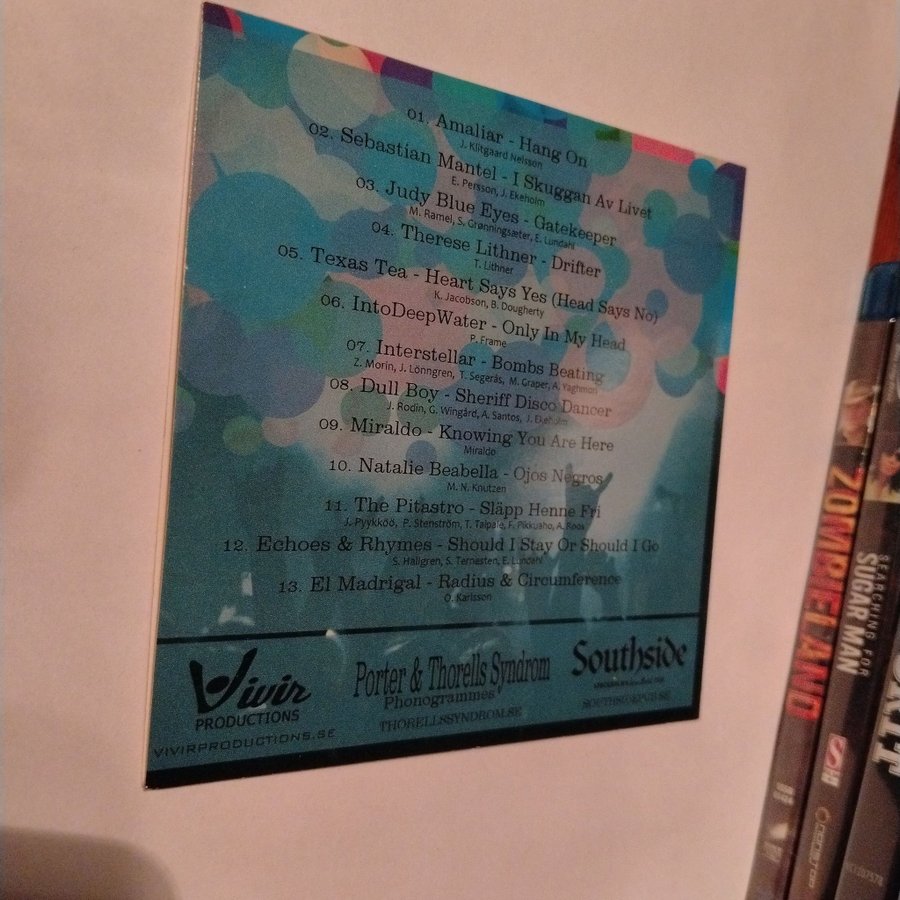 01. Amaliar - Hang On
J. Klitgaard Nelsson
02. Sebastian Mantel - I Skuggan Av Livet
E. Persson, J. Ekeholm
03. Judy Blue Eyes - Gatekeeper
M. Ramel, S. Grønningsæter, E. Lundahl
04. Therese Lithner - Drifter
T. Lithner
05. Texas Tea - Heart Says Yes (Head Says No)
K. Jacobson, B. Dougherty
06. IntoDeepWater - Only In My Head
P. Frame
07. Interstellar - Bombs Beating
Z. Morin, J. Lönngren, T. Segerås, M. Graper, A. Yaghmori
08. Dull Boy - Sheriff Disco Dancer
J. Rodin, G. Wingård, A. Santos, J. Ekeholm
09. Miraldo - Knowing You Are Here
Miraldo
10. Natalie Beabella - Ojos Negros
M. N. Knutzen
11. The Pitastro - Släpp Henne Fri
J. Pyykköö, P. Stenström, T. Taipale, F. Pikkuaho, A. Roos
12. Echoes & Rhymes - Should I Stay Or Should I Go
S. Hallgren, S. Ternesten, E. Lundahl
13. El Madrigal - Radius & Circumference
O. Karlsson
Vivir
PRODUCTIONS
VIVIRPRODUCTIONS.SE
Porter & Thorells Syndrom
Phonogrammes
THORELLSSYNDROM.SE
Southside
SOUTHSIDEPUB.SE
ZOMBIELAND
SEARCHING FOR
SUGAR MAN